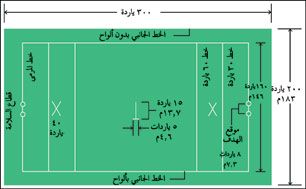 ٣٠٠ ياردة
الخط الجانبي بدون ألواح
خط المرمى
خط ٦٠ ياردة
خط ٣٠ ياردة
قطاع السلامة
١٦٠ ياردة
١٤٦م
٢٠٠ ياردة
١٨٣م
١٥ ياردة
١٣,٧م
٤٠
ياردة
٥ ياردات
٤,٦م
موقع
الهدف
٨ ياردات
٧,٣م
الخط الجانبي بألواح